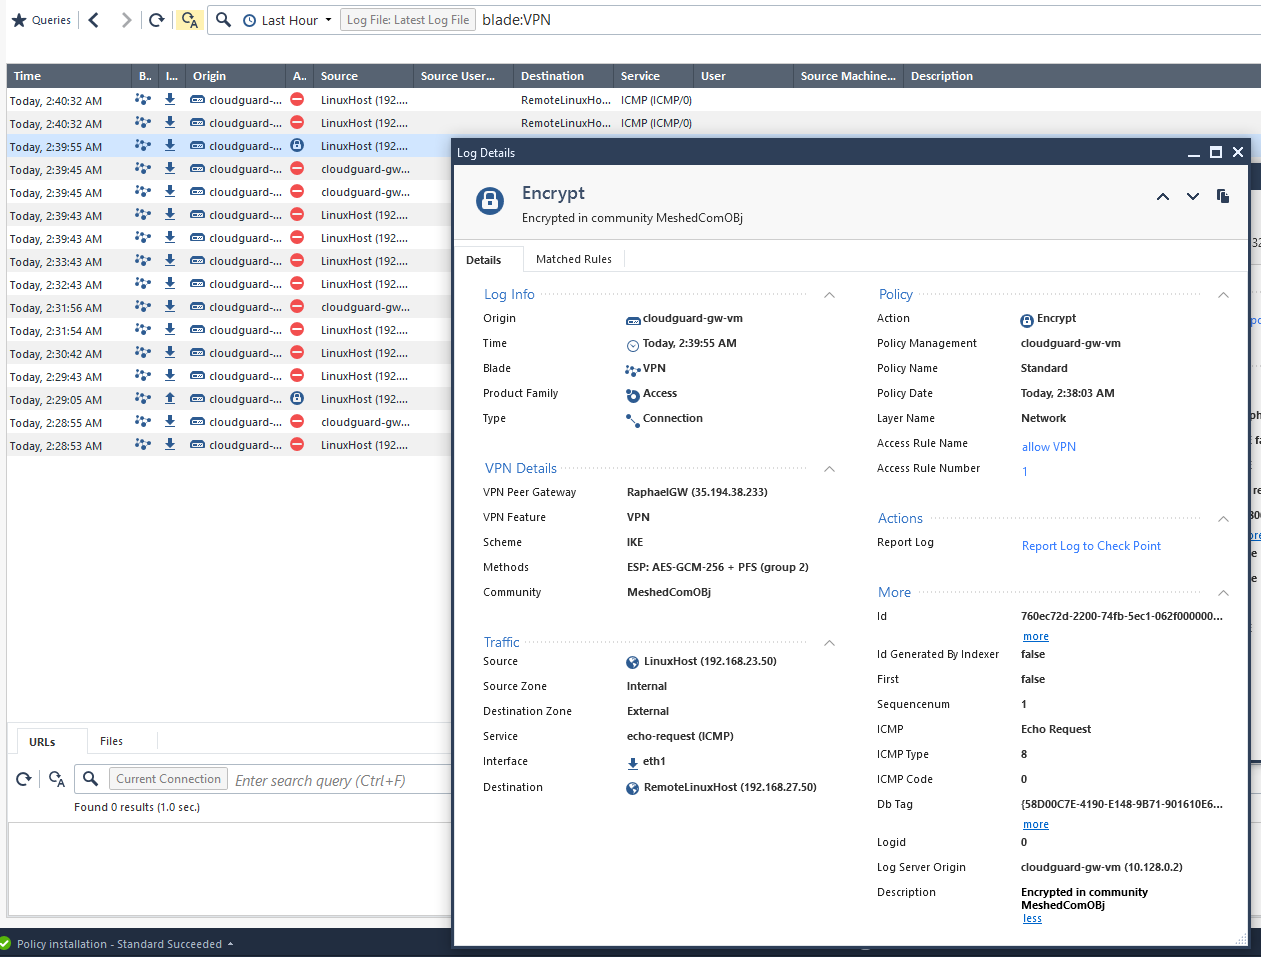 Queries
Last Hour
Log File: Latest Log File
blade:VPN
Time B.. I... Origin A.. Source Source User... Destination Service User Source Machine... Description
Today, 2:40:32 AM cloudguard-... LinuxHost (192.... RemoteLinuxHo... ICMP (ICMP/0)
Today, 2:40:32 AM cloudguard-... LinuxHost (192.... RemoteLinuxHo... ICMP (ICMP/0)
Today, 2:39:55 AM cloudguard-... LinuxHost (192....
Today, 2:39:45 AM cloudguard-... cloudguard-gw...
Today, 2:39:45 AM cloudguard-... cloudguard-gw...
Today, 2:39:43 AM cloudguard-... LinuxHost (192....
Today, 2:39:43 AM cloudguard-... LinuxHost (192....
Today, 2:33:43 AM cloudguard-... LinuxHost (192....
Today, 2:32:43 AM cloudguard-... LinuxHost (192....
Today, 2:31:56 AM cloudguard-... cloudguard-gw...
Today, 2:31:54 AM cloudguard-... LinuxHost (192....
Today, 2:30:42 AM cloudguard-... LinuxHost (192....
Today, 2:29:43 AM cloudguard-... LinuxHost (192....
Today, 2:29:05 AM cloudguard-... LinuxHost (192....
Today, 2:28:55 AM cloudguard-... cloudguard-gw...
Today, 2:28:53 AM cloudguard-... LinuxHost (192....
URLs
Files
Current Connection
Enter search query (Ctrl+F)
Found 0 results (1.0 sec.)
Policy installation - Standard Succeeded
Log Details
Encrypt
Encrypted in community MeshedComOBj
Details
Matched Rules
Log Info
Origin cloudguard-gw-vm
Time Today, 2:39:55 AM
Blade VPN
Product Family Access
Type Connection
VPN Details
VPN Peer Gateway RaphaelGW (35.194.38.233)
VPN Feature VPN
Scheme IKE
Methods ESP: AES-GCM-256 + PFS (group 2)
Community MeshedComOBj
Traffic
Source LinuxHost (192.168.23.50)
Source Zone Internal
Destination Zone External
Service echo-request (ICMP)
Interface eth1
Destination RemoteLinuxHost (192.168.27.50)
Policy
Action Encrypt
Policy Management cloudguard-gw-vm
Policy Name Standard
Policy Date Today, 2:38:03 AM
Layer Name Network
Access Rule Name allow VPN
Access Rule Number 1
Actions
Report Log Report Log to Check Point
More
Id 760ec72d-2200-74fb-5ec1-062f000000...
more
Id Generated By Indexer false
First false
Sequencenum 1
ICMP Echo Request
ICMP Type 8
ICMP Code 0
Db Tag {58D00C7E-4190-E148-9B71-901610E6...
more
Logid 0
Log Server Origin cloudguard-gw-vm (10.128.0.2)
Description Encrypted in community
MeshedComOBj
less